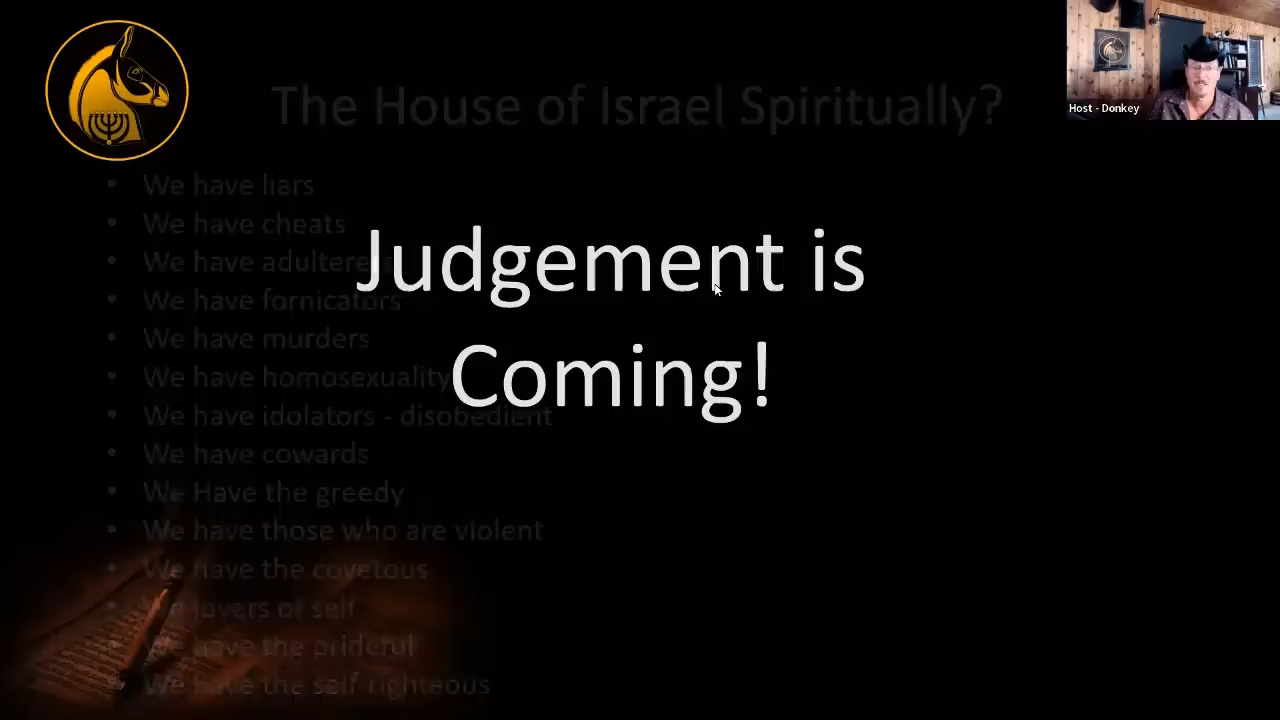 Host - Donkey
The House of Israel Spiritually?
We have liars
We have cheats
We have
We have fornicators
We have murders
We have homosexuality
We have idolators - disobedient
We have cowards
We Have the greedy
We have those who are violent
We have the covetous
lovers of self
We have the prideful
We have the self righteous
Judgement is
Coming!